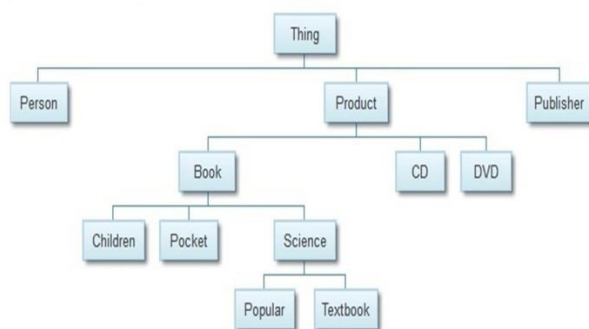 Thing
Person Product Publisher
Book CD DVD
Children Pocket Science
Popular Textbook